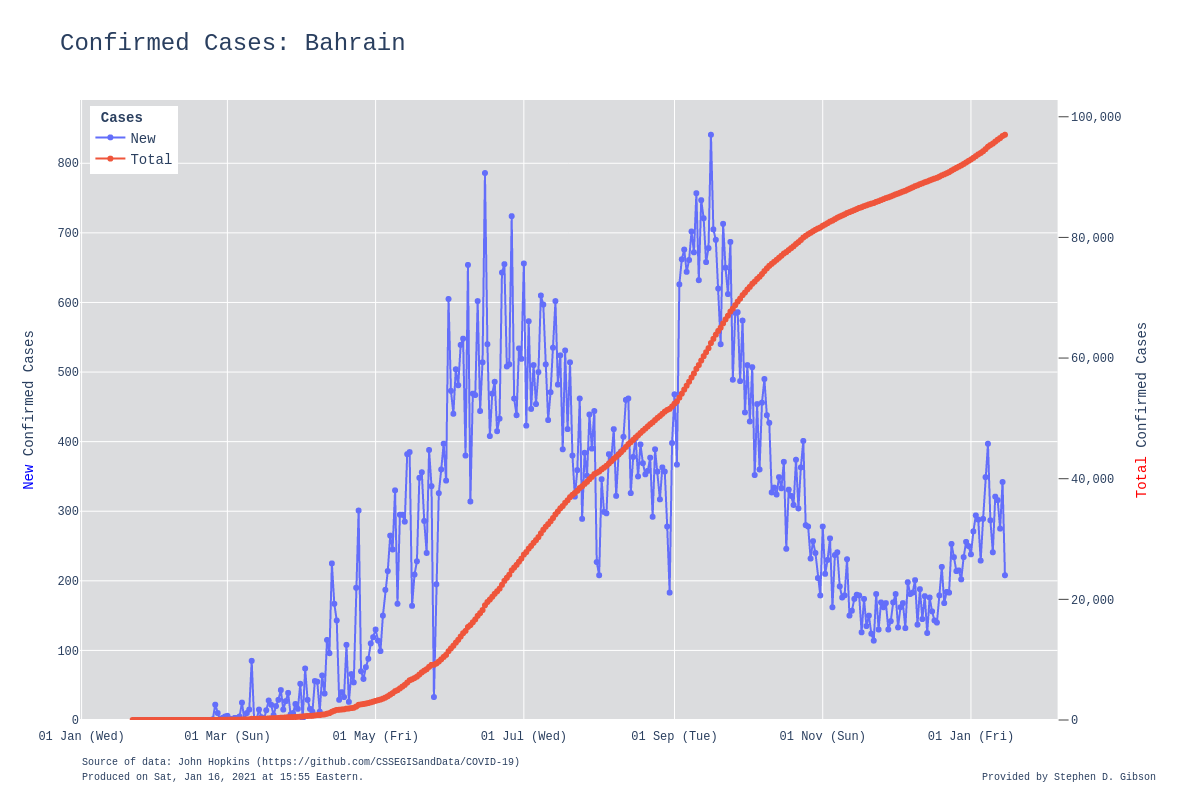 Confirmed Cases: Bahrain
Cases
New
Total
800
700
600
500
400
300
200
100
0
100,000
80,000
60,000
40,000
20,000
0
New Confirmed Cases
Total Confirmed Cases
01 Jan (Wed) 01 Mar (Sun) 01 May (Fri) 01 Jul (Wed) 01 Sep (Tue) 01 Nov (Sun) 01 Jan (Fri)
Source of data: John Hopkins (https://github.com/CSSEGISandData/COVID-19)
Produced on Sat, Jan 16, 2021 at 15:55 Eastern.
Provided by Stephen D. Gibson